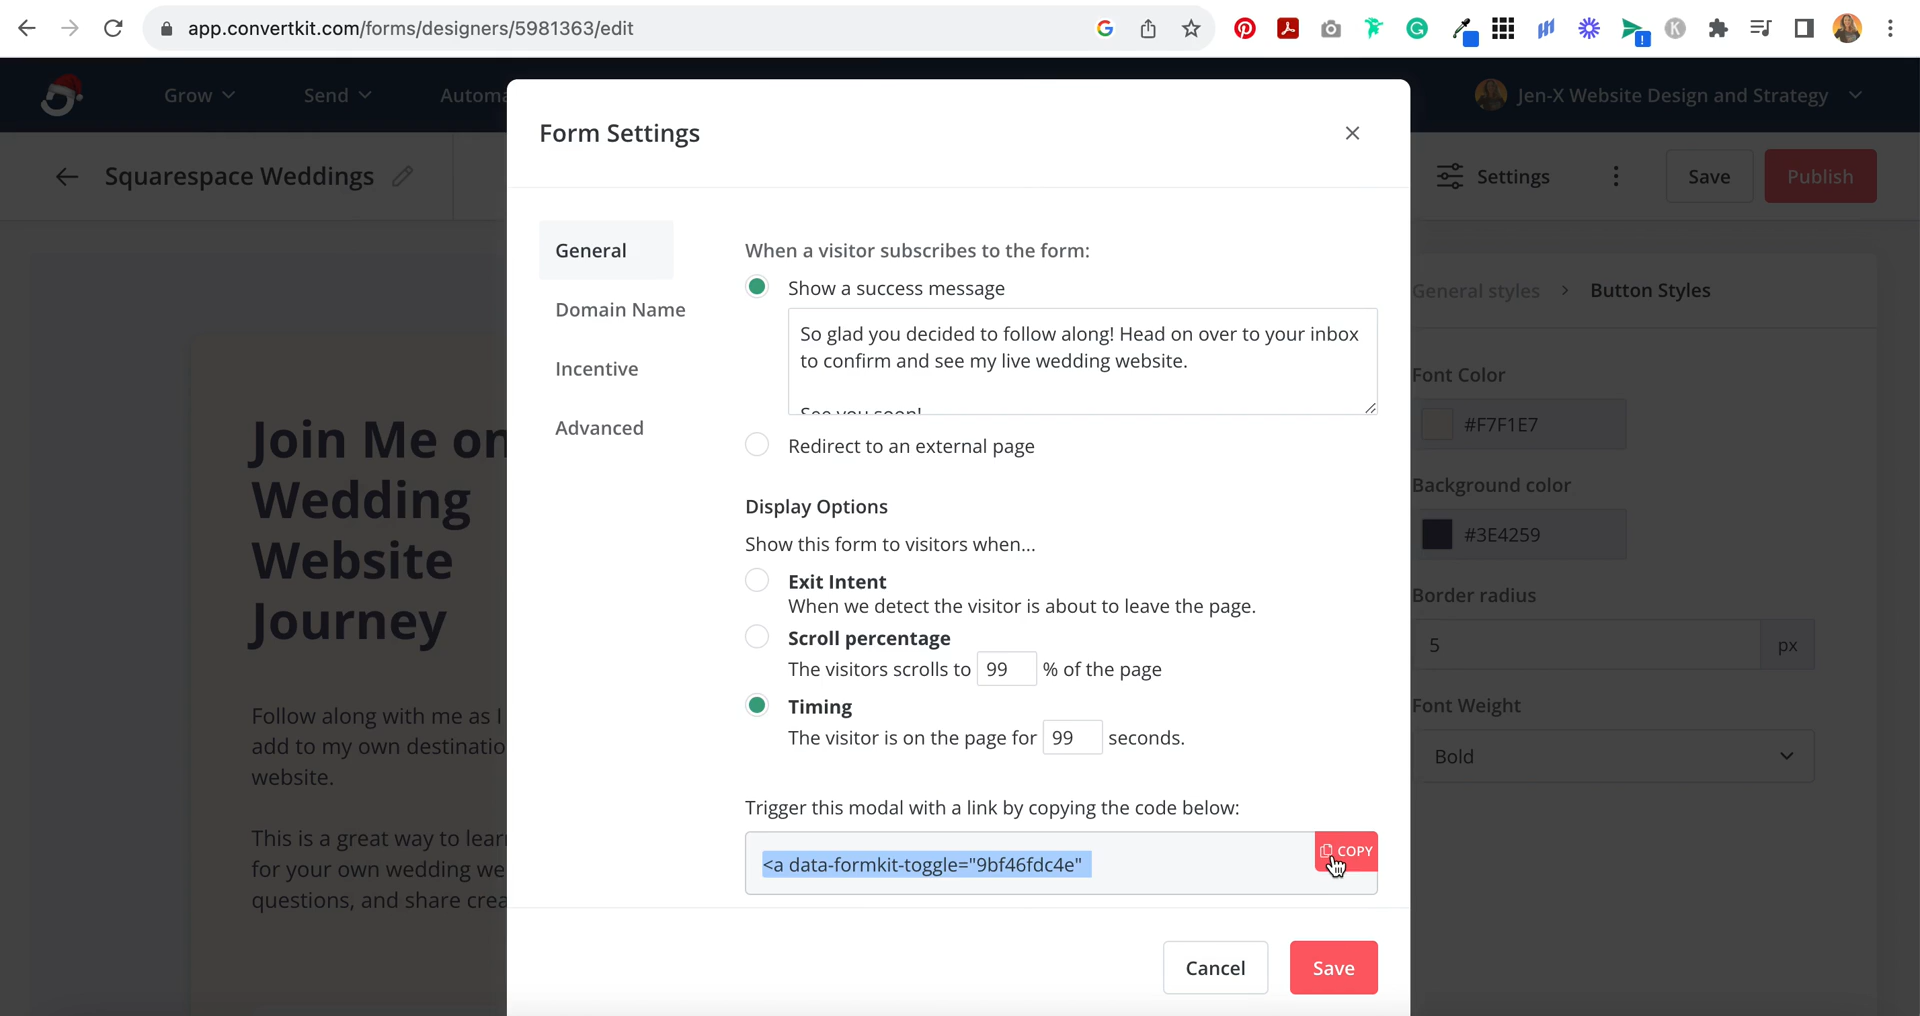 app.convertkit.com/forms/designers/5981363/edit
Grow
Send
Automa
Jen-X Website Design and Strategy
Form Settings
Squarespace Weddings
Settings
Save
Publish
General
Domain Name
Incentive
Advanced
When a visitor subscribes to the form:
Show a success message
So glad you decided to follow along! Head on over to your inbox
to confirm and see my live wedding website.
See you soon!
Redirect to an external page
Display Options
Show this form to visitors when...
Exit Intent
When we detect the visitor is about to leave the page.
Scroll percentage
The visitors scrolls to 99 % of the page
Timing
The visitor is on the page for 99 seconds.
Trigger this modal with a link by copying the code below:
<a data-formkit-toggle="9bf46fdc4e"
COPY
Cancel
Save
Join Me on
Wedding
Website
Journey
Follow along with me as I
add to my own destinatio
website.
This is a great way to learn
for your own wedding we
questions, and share crea
General styles > Button Styles
Font Color
#F7F1E7
Background color
#3E4259
Border radius
5 px
Font Weight
Bold